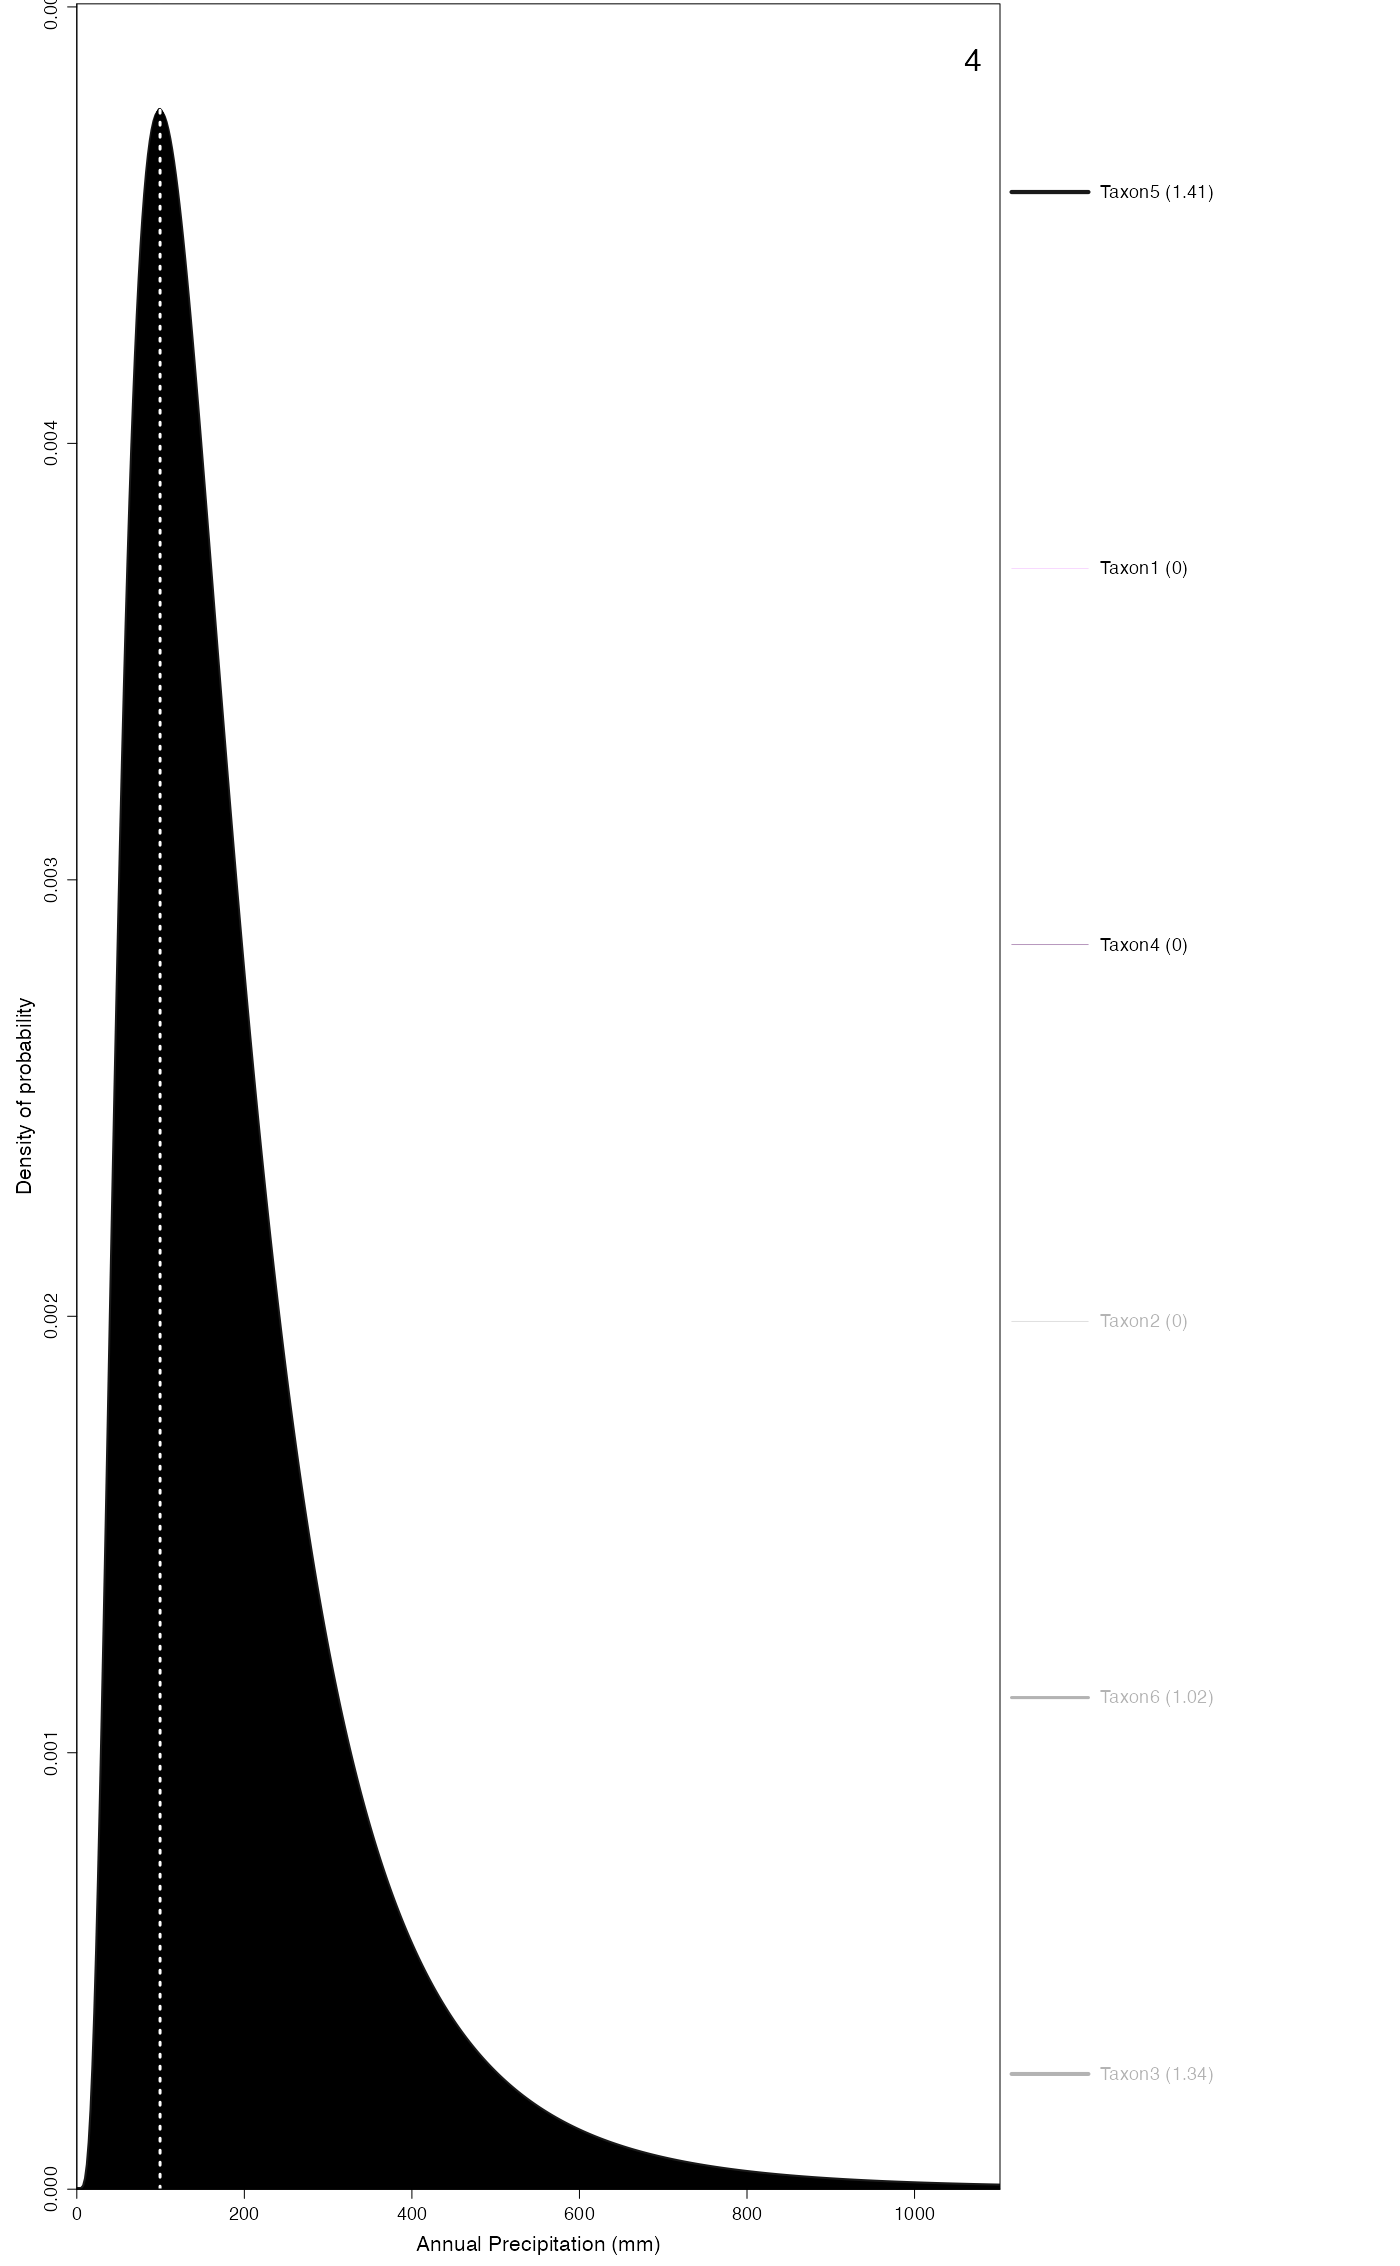 4
Taxon5 (1.41)
Taxon1 (0)
Taxon4 (0)
Taxon2 (0)
Taxon6 (1.02)
Taxon3 (1.34)
Density of probability
0.004
0.003
0.002
0.001
0.000
0 200 400 600 800 1000
Annual Precipitation (mm)